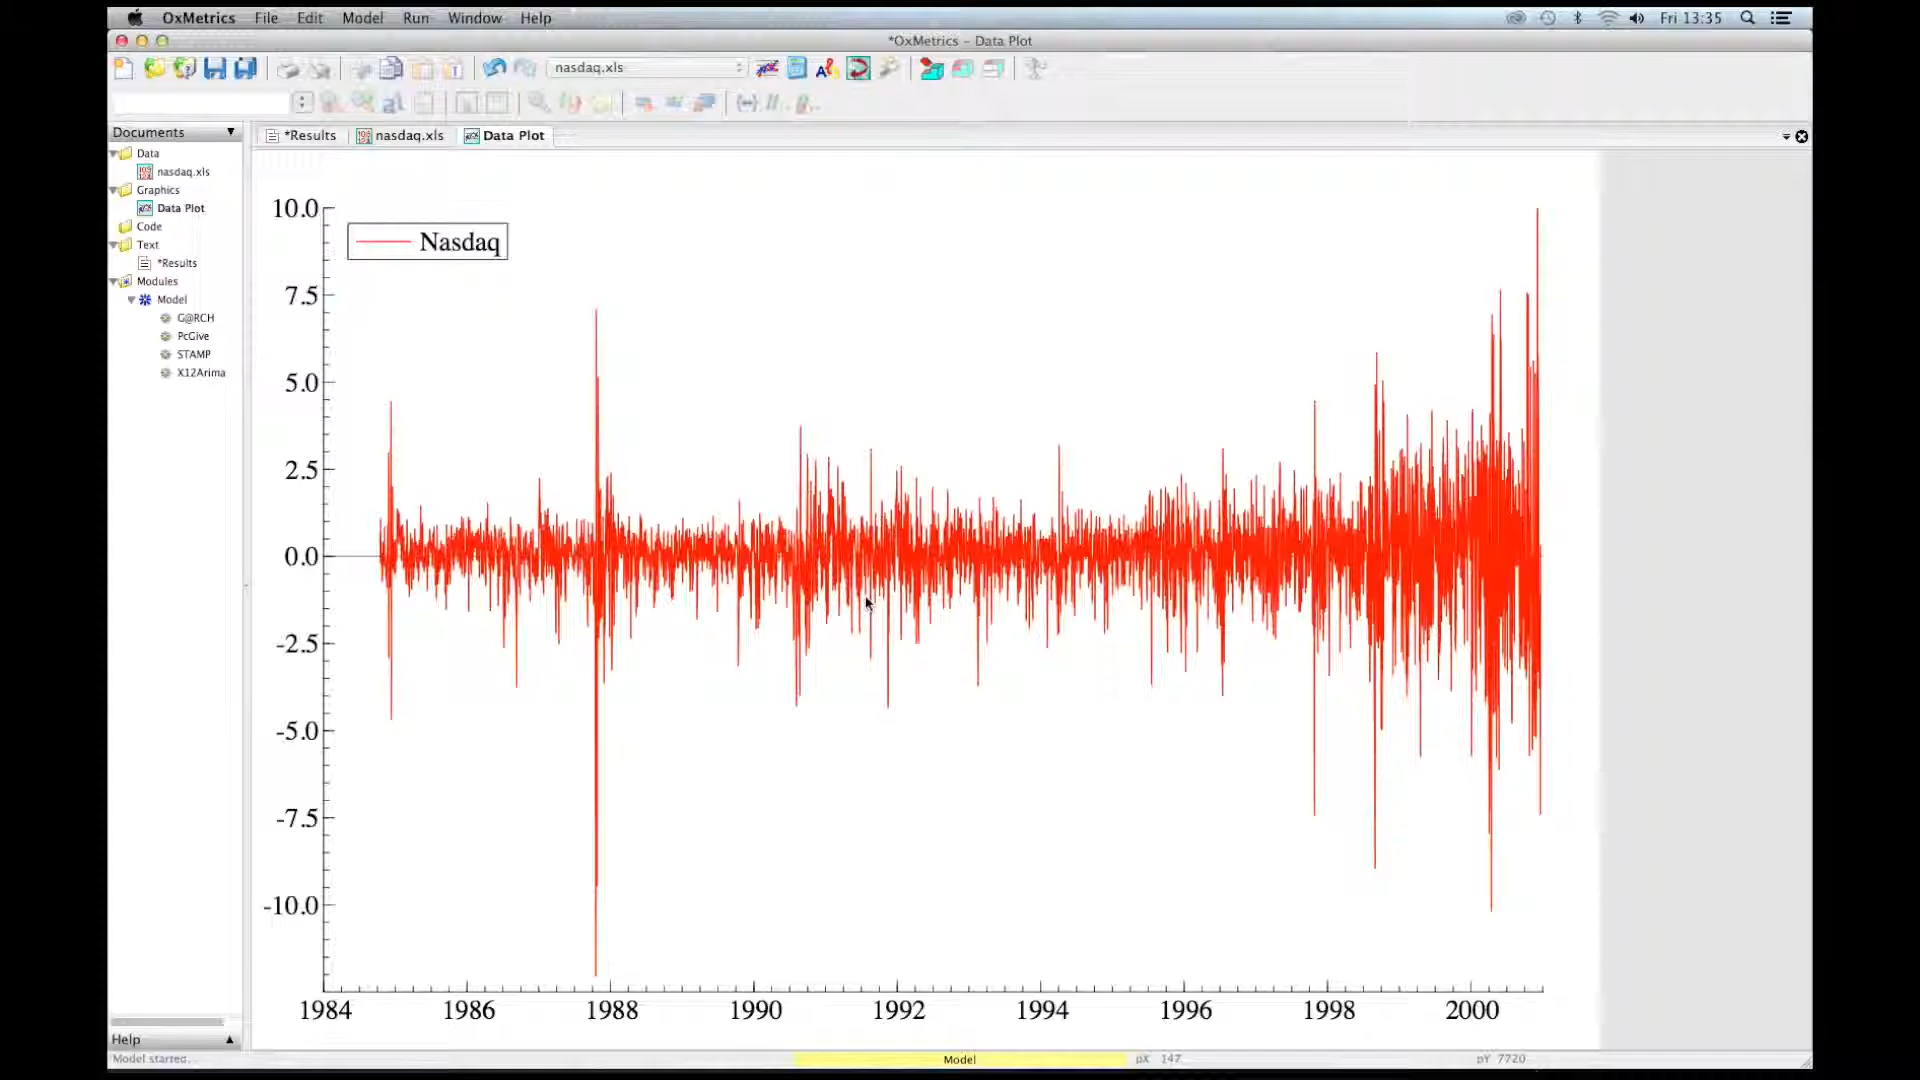 OxMetrics File Edit Model Run Window Help Fri 13:35
*OxMetrics - Data Plot
nasdaq.xls
Documents
*Results nasdaq.xls Data Plot
Data
nasdaq.xls
Graphics
Data Plot
Code
Text
*Results
Modules
Model
G@RCH
PcGive
STAMP
X12Arima
Nasdaq
10.0
7.5
5.0
2.5
0.0
-2.5
-5.0
-7.5
-10.0
1984 1986 1988 1990 1992 1994 1996 1998 2000
Help
Model started.
Model
pX 147
pY 7720